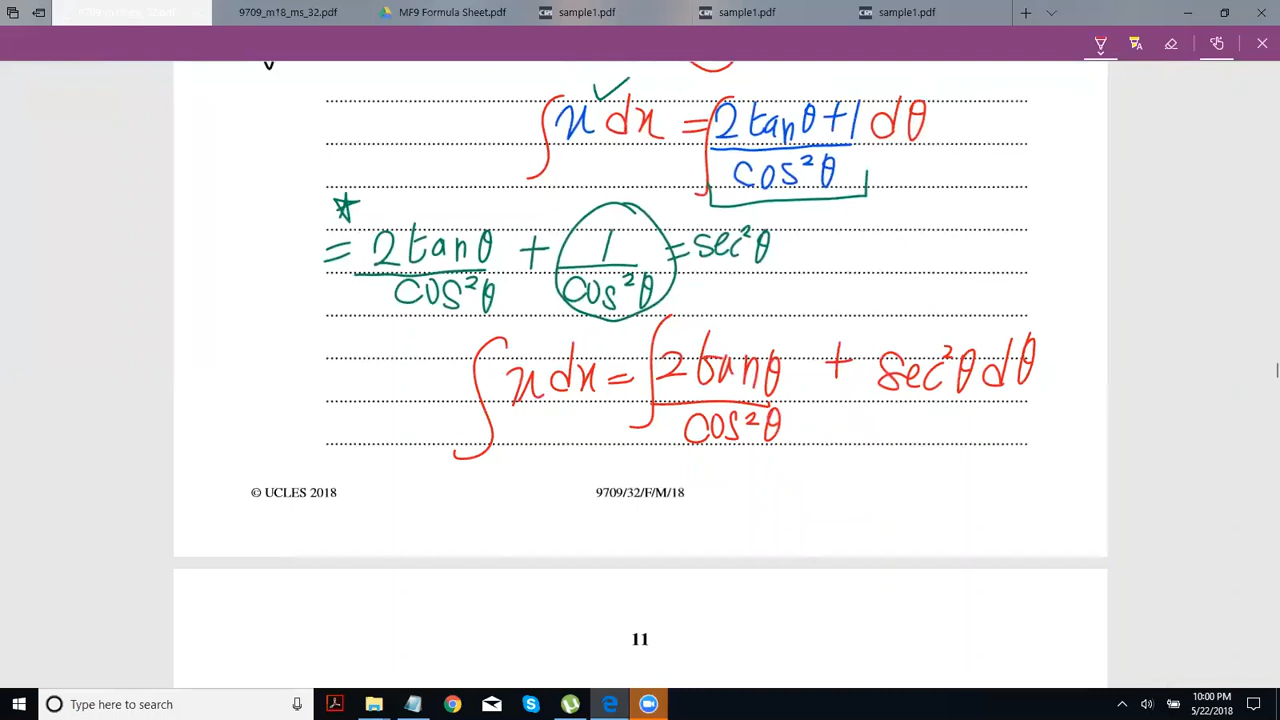 9709_m18_ms_32.pdf MF9 Formula Sheet.pdf sample1.pdf sample1.pdf sample1.pdf
∫ x dx = ∫ (2tanθ+1)/(cos²θ) dθ
= 2tanθ/cos²θ + 1/cos²θ = sec²θ
∫ x dx = ∫ 2tanθ/cos²θ + sec²θ dθ
© UCLES 2018 9709/32/F/M/18
11
Type here to search
10:00 PM
5/22/2018